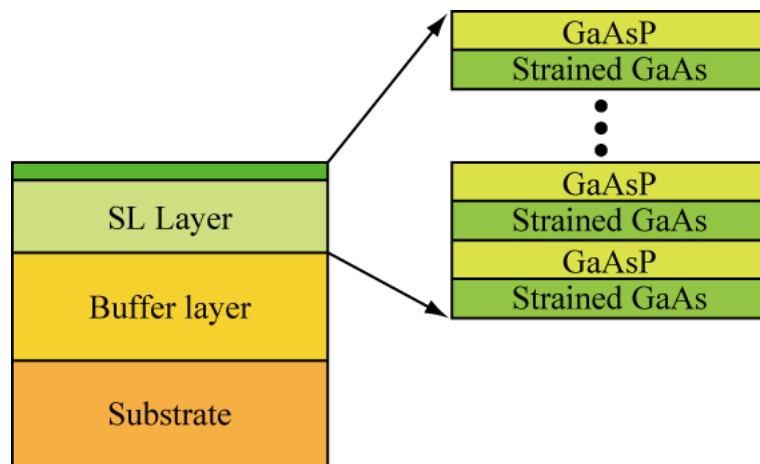 GaAsP
Strained GaAs
GaAsP
Strained GaAs
GaAsP
Strained GaAs
SL Layer
Buffer layer
Substrate